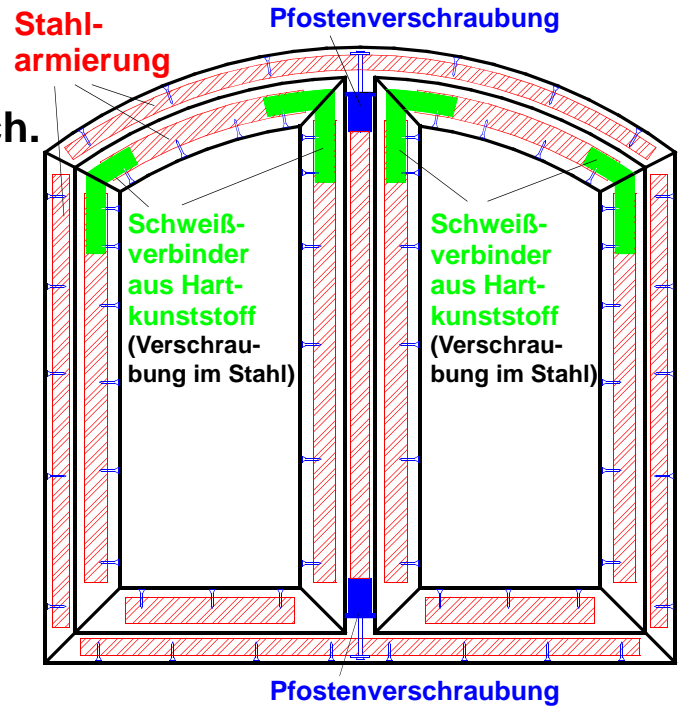 Pfostenverschraubung
Stahl-
armierung
ch.
Schweiß-
verbinder
aus Hart-
kunststoff
(Verschrau-
bung im Stahl)
Schweiß-
verbinder
aus Hart-
kunststoff
(Verschrau-
bung im Stahl)
Pfostenverschraubung